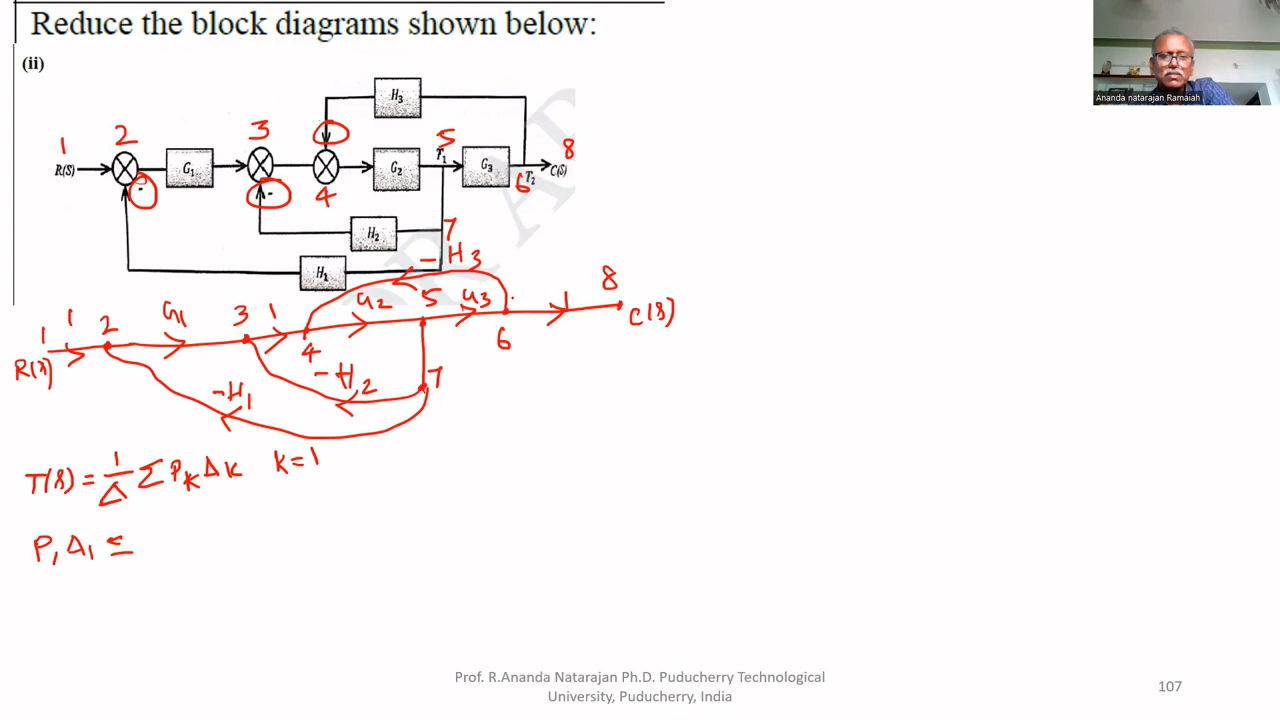 Reduce the block diagrams shown below:
(ii)
H₃
1 2 3 5 8
R(S) G₁ G₂ T₁ G₃ C(S)
- - 4 6 T₂
H₂ 7
H₁
- H₃
1 1 2 G₁ 3 1 4 G₂ 5 G₃ 6 1 8
R(s) C(s)
-H₂ 7
-H₁
T(s) = 1/Δ Σ Pₖ Δₖ k=1
P₁ Δ₁ =
Ananda natarajan Ramaiah
Prof. R.Ananda Natarajan Ph.D. Puducherry Technological
University, Puducherry, India
107